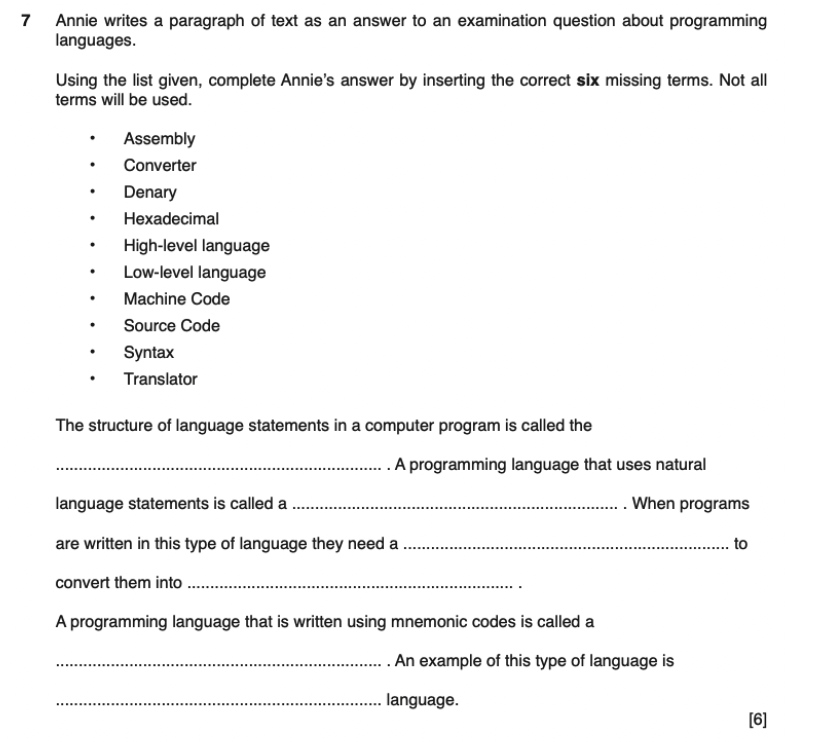 7 Annie writes a paragraph of text as an answer to an examination question about programming
languages.
Using the list given, complete Annie's answer by inserting the correct six missing terms. Not all
terms will be used.
• Assembly
• Converter
• Denary
• Hexadecimal
• High-level language
• Low-level language
• Machine Code
• Source Code
• Syntax
• Translator
The structure of language statements in a computer program is called the
....................................................................... . A programming language that uses natural
language statements is called a ....................................................................... . When programs
are written in this type of language they need a ....................................................................... to
convert them into ....................................................................... .
A programming language that is written using mnemonic codes is called a
....................................................................... . An example of this type of language is
....................................................................... language.
[6]